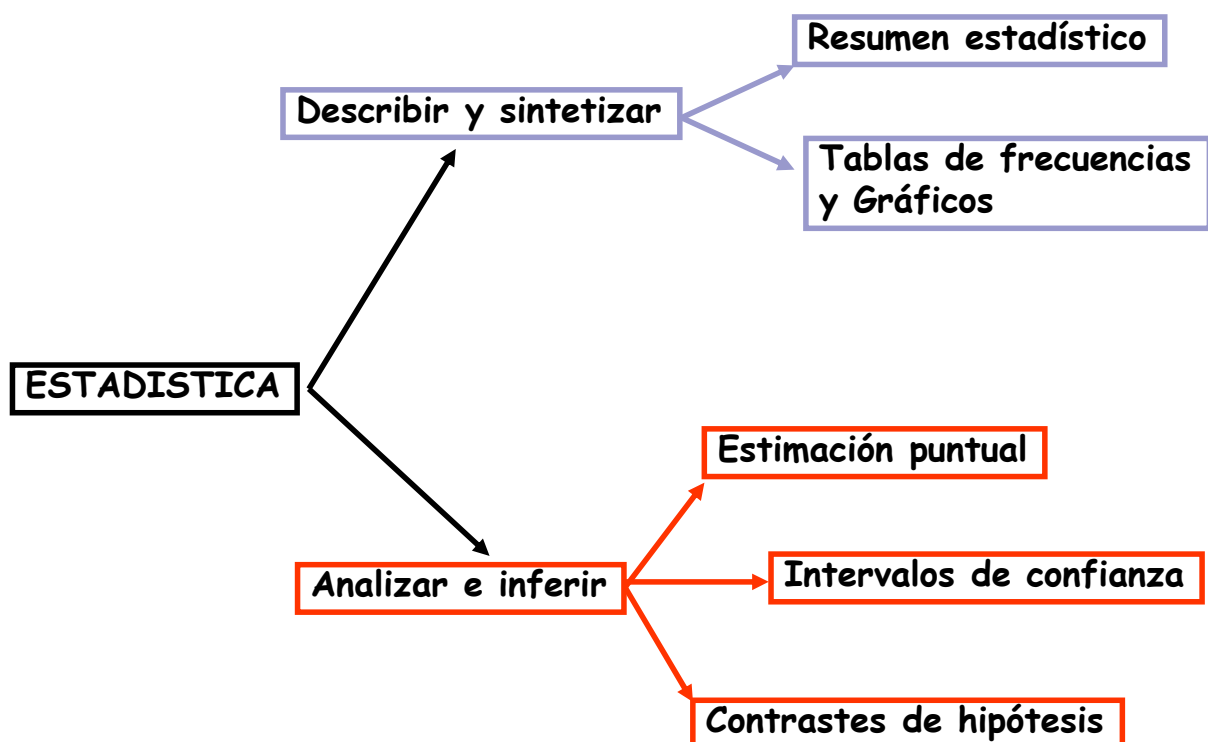 Resumen estadístico
Describir y sintetizar
Tablas de frecuencias
y Gráficos
ESTADISTICA
Estimación puntual
Analizar e inferir
Intervalos de confianza
Contrastes de hipótesis